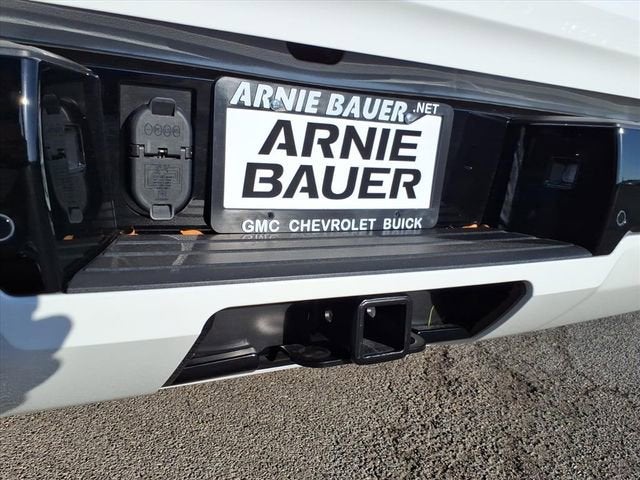 ARNIE BAUER.NET
ARNIE
BAUER
GMC CHEVROLET BUICK